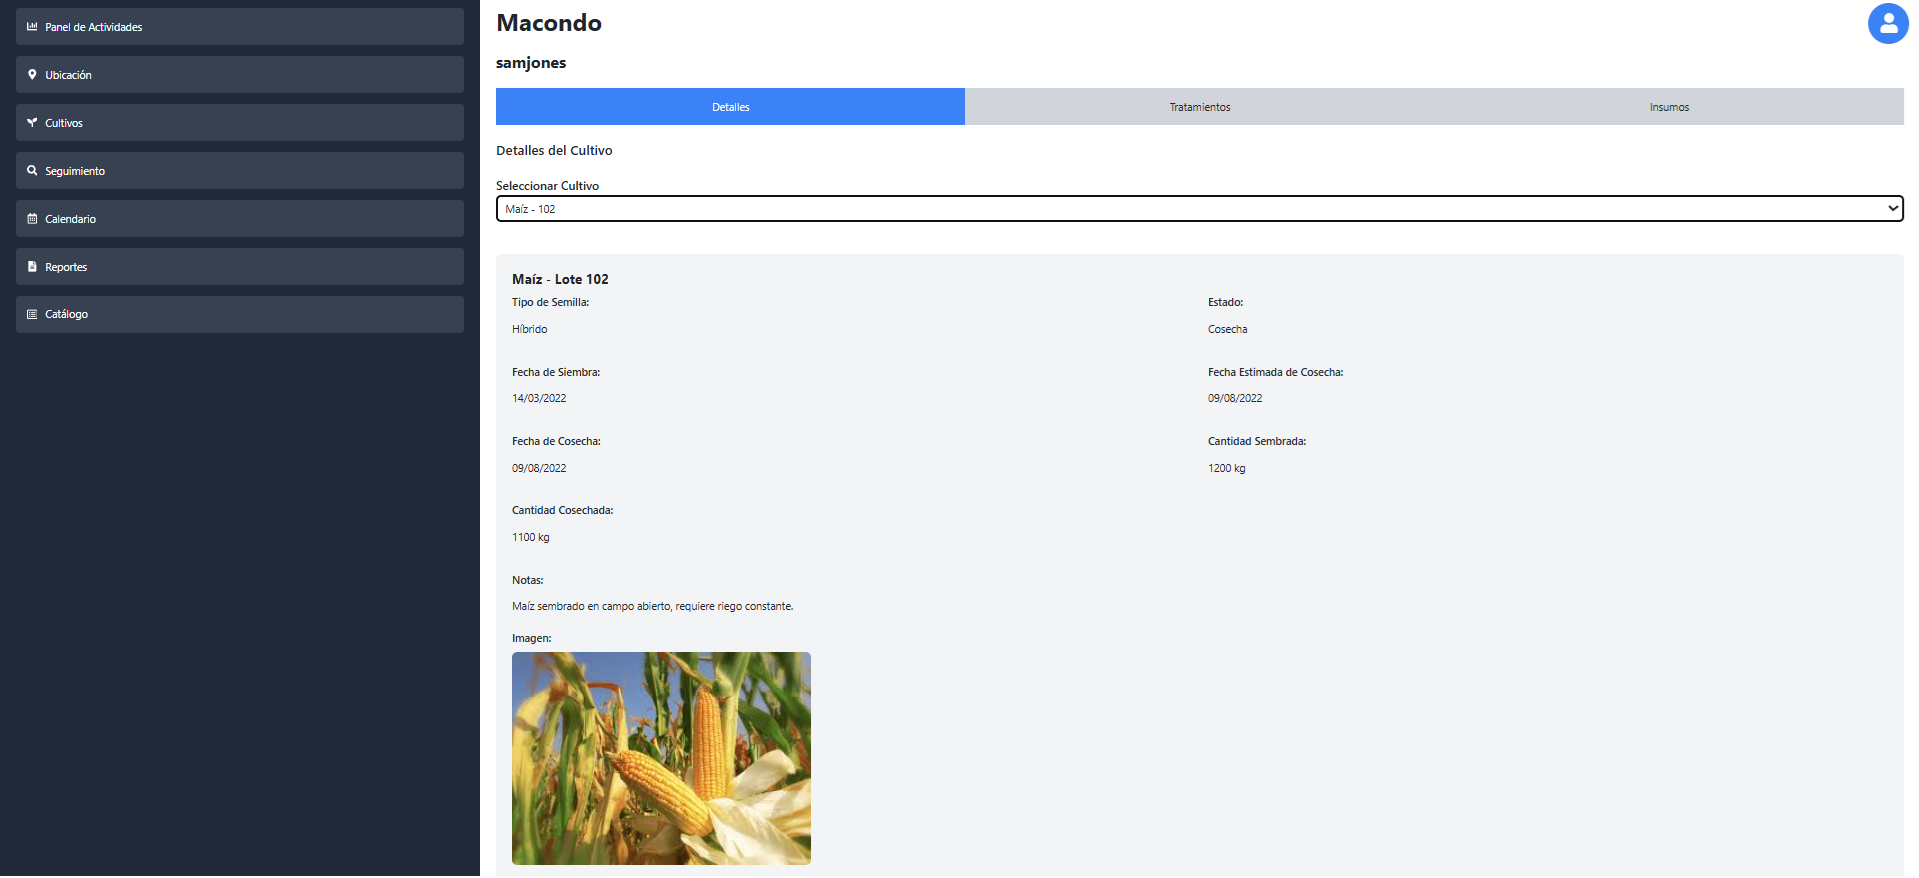 Panel de Actividades
Ubicación
Cultivos
Seguimiento
Calendario
Reportes
Catálogo
Macondo
samjones
Detalles
Tratamientos
Insumos
Detalles del Cultivo
Seleccionar Cultivo
Maíz - 102
Maíz - Lote 102
Tipo de Semilla:
Híbrido
Estado:
Cosecha
Fecha de Siembra:
14/03/2022
Fecha Estimada de Cosecha:
09/08/2022
Fecha de Cosecha:
09/08/2022
Cantidad Sembrada:
1200 kg
Cantidad Cosechada:
1100 kg
Notas:
Maíz sembrado en campo abierto, requiere riego constante.
Imagen: